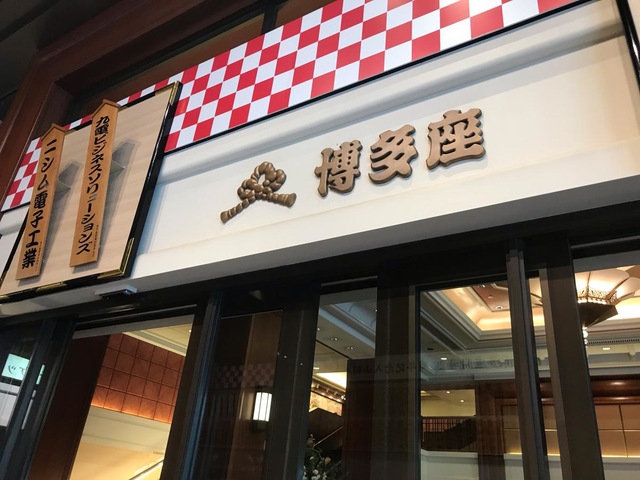 博多座
九電ビジネスソリューションズ
ニシム電子工業